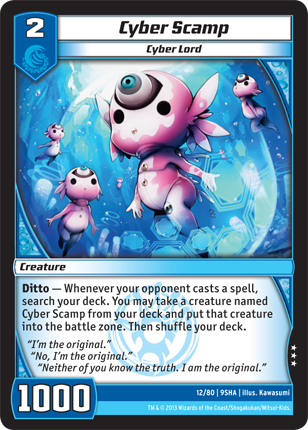 2
Cyber Scamp
Cyber Lord
Creature
Ditto — Whenever your opponent casts a spell,
search your deck. You may take a creature named
Cyber Scamp from your deck and put that creature
into the battle zone. Then shuffle your deck.
“I’m the original.”
“No, I’m the original.”
“Neither of you know the truth. I am the original.”
1000
12/80 | 9SHA | illus. Kawasumi
TM & © 2013 Wizards of the Coast/Shogakukan/Mitsui-Kids.